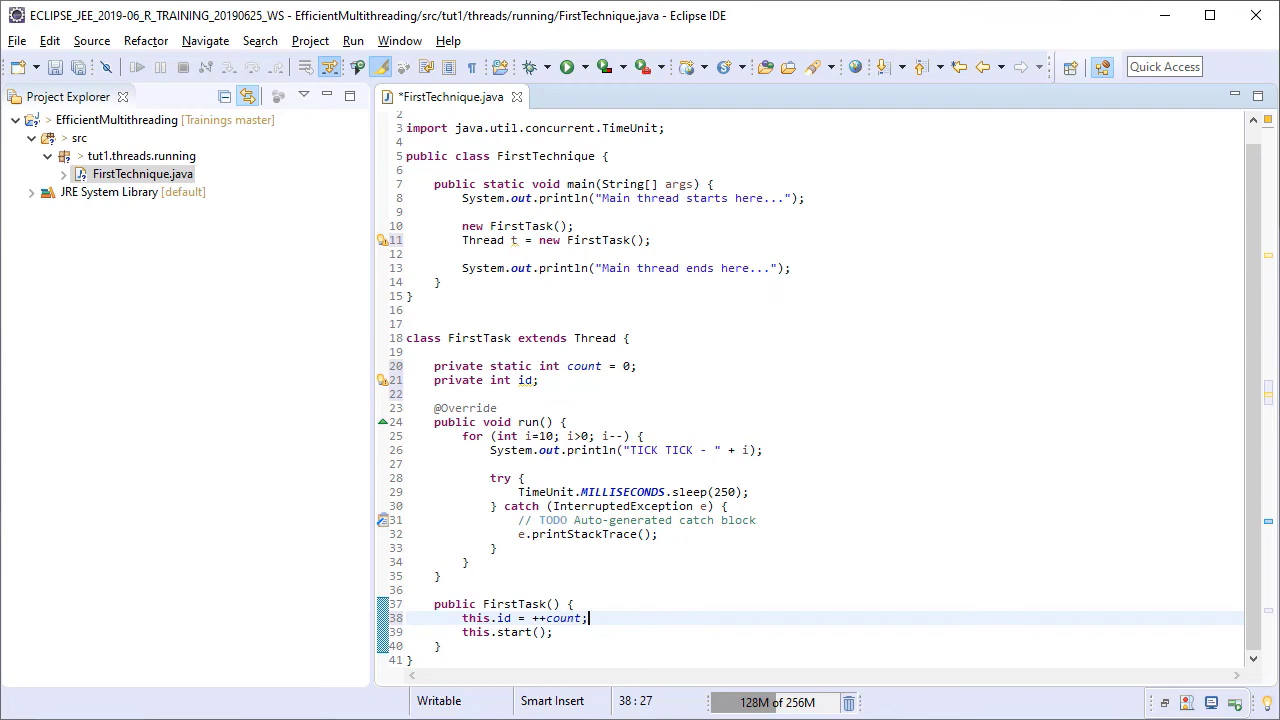 ECLIPSE_JEE_2019-06_R_TRAINING_20190625_WS - EfficientMultithreading/src/tut1/threads/running/FirstTechnique.java - Eclipse IDE
File Edit Source Refactor Navigate Search Project Run Window Help
Quick Access
Project Explorer
*FirstTechnique.java
> EfficientMultithreading [Trainings master]
> src
> tut1.threads.running
FirstTechnique.java
JRE System Library [default]
2
3 import java.util.concurrent.TimeUnit;
4
5 public class FirstTechnique {
6
7 public static void main(String[] args) {
8 System.out.println("Main thread starts here...");
9
10 new FirstTask();
11 Thread t = new FirstTask();
12
13 System.out.println("Main thread ends here...");
14 }
15 }
16
17
18 class FirstTask extends Thread {
19
20 private static int count = 0;
21 private int id;
22
23 @Override
24 public void run() {
25 for (int i=10; i>0; i--) {
26 System.out.println("TICK TICK - " + i);
27
28 try {
29 TimeUnit.MILLISECONDS.sleep(250);
30 } catch (InterruptedException e) {
31 // TODO Auto-generated catch block
32 e.printStackTrace();
33 }
34 }
35 }
36
37 public FirstTask() {
38 this.id = ++count;
39 this.start();
40 }
41 }
Writable Smart Insert 38 : 27 128M of 256M